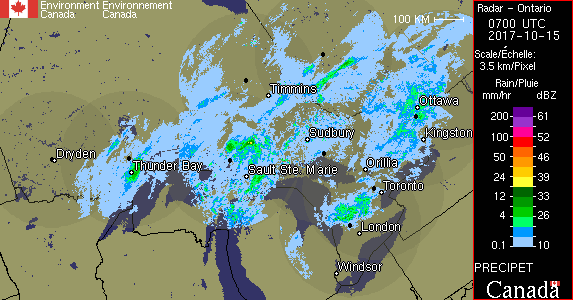 Environment Environnement
Canada Canada
100 KM
Timmins
Ottawa
Sudbury
Kingston
Dryden
Thunder Bay
Sault Ste. Marie
Orillia
Toronto
London
Windsor
Radar - Ontario
0700 UTC
2017-10-15
Scale/Échelle:
3.5 km/Pixel
Rain/Pluie
mm/hr dBZ
200 61
100 52
50 46
24 39
12 33
4 26
0.1 10
PRECIPET
Canada